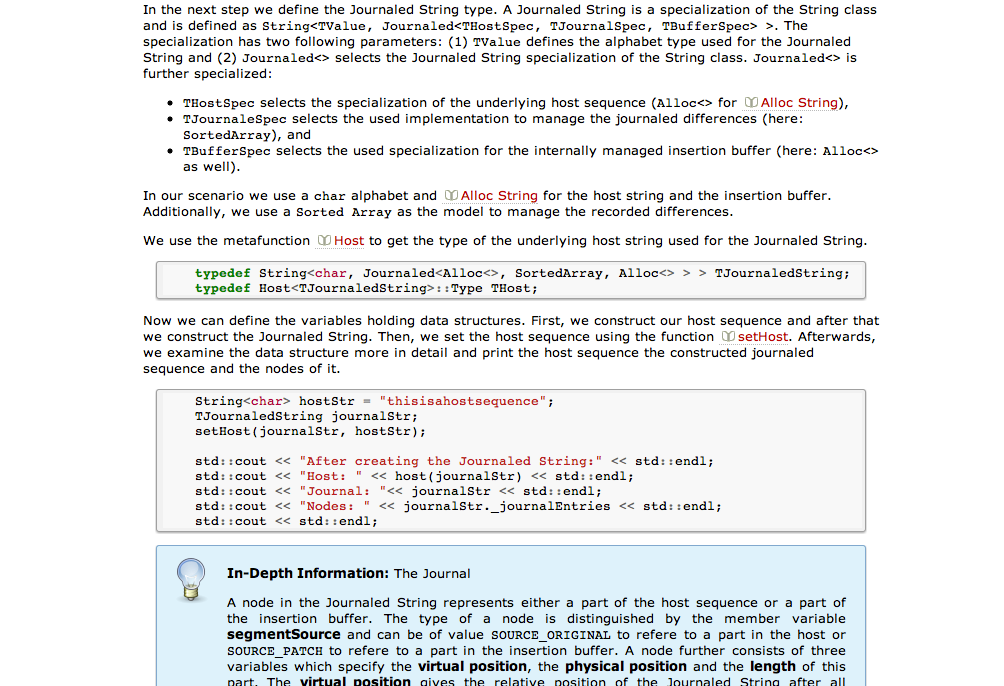 In the next step we define the Journaled String type. A Journaled String is a specialization of the String class
and is defined as String<TValue, Journaled<THostSpec, TJournalSpec, TBufferSpec> >. The
specialization has two following parameters: (1) TValue defines the alphabet type used for the Journaled
String and (2) Journaled<> selects the Journaled String specialization of the String class. Journaled<> is
further specialized:
• THostSpec selects the specialization of the underlying host sequence (Alloc<> for Alloc String),
• TJournaleSpec selects the used implementation to manage the journaled differences (here:
SortedArray), and
• TBufferSpec selects the used specialization for the internally managed insertion buffer (here: Alloc<>
as well).
In our scenario we use a char alphabet and Alloc String for the host string and the insertion buffer.
Additionally, we use a Sorted Array as the model to manage the recorded differences.
We use the metafunction Host to get the type of the underlying host string used for the Journaled String.
typedef String<char, Journaled<Alloc<>, SortedArray, Alloc<> > > TJournaledString;
typedef Host<TJournaledString>::Type THost;
Now we can define the variables holding data structures. First, we construct our host sequence and after that
we construct the Journaled String. Then, we set the host sequence using the function setHost. Afterwards,
we examine the data structure more in detail and print the host sequence the constructed journaled
sequence and the nodes of it.
String<char> hostStr = "thisisahostsequence";
TJournaledString journalStr;
setHost(journalStr, hostStr);
std::cout << "After creating the Journaled String:" << std::endl;
std::cout << "Host: " << host(journalStr) << std::endl;
std::cout << "Journal: "<< journalStr << std::endl;
std::cout << "Nodes: " << journalStr._journalEntries << std::endl;
std::cout << std::endl;
In-Depth Information: The Journal
A node in the Journaled String represents either a part of the host sequence or a part of
the insertion buffer. The type of a node is distinguished by the member variable
segmentSource and can be of value SOURCE_ORIGINAL to refere to a part in the host or
SOURCE_PATCH to refere to a part in the insertion buffer. A node further consists of three
variables which specify the virtual position, the physical position and the length of this
part. The virtual position gives the relative position of the Journaled String after all